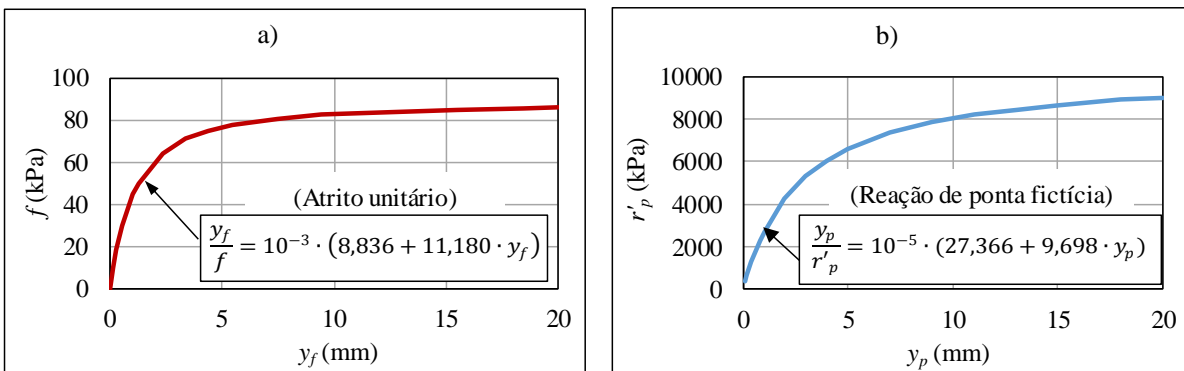 a)
100
80
60
40
20
0
f (kPa)
(Atrito unitário)
y_f / f = 10⁻³ · (8,836 + 11,180 · y_f)
0 5 10 15 20
y_f (mm)
b)
10000
8000
6000
4000
2000
0
r'_p (kPa)
(Reação de ponta fictícia)
y_p / r'_p = 10⁻⁵ · (27,366 + 9,698 · y_p)
0 5 10 15 20
y_p (mm)